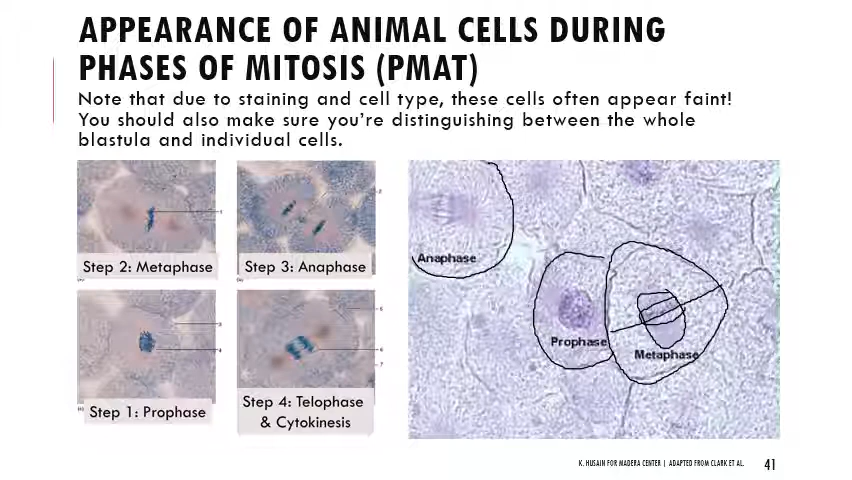 APPEARANCE OF ANIMAL CELLS DURING
PHASES OF MITOSIS (PMAT)
Note that due to staining and cell type, these cells often appear faint!
You should also make sure you're distinguishing between the whole
blastula and individual cells.
Step 2: Metaphase
Step 3: Anaphase
Step 1: Prophase
Step 4: Telophase
& Cytokinesis
Anaphase
Prophase
Metaphase
K. HUSAIN FOR MADERA CENTER | ADAPTED FROM CLARK ET AL.
41